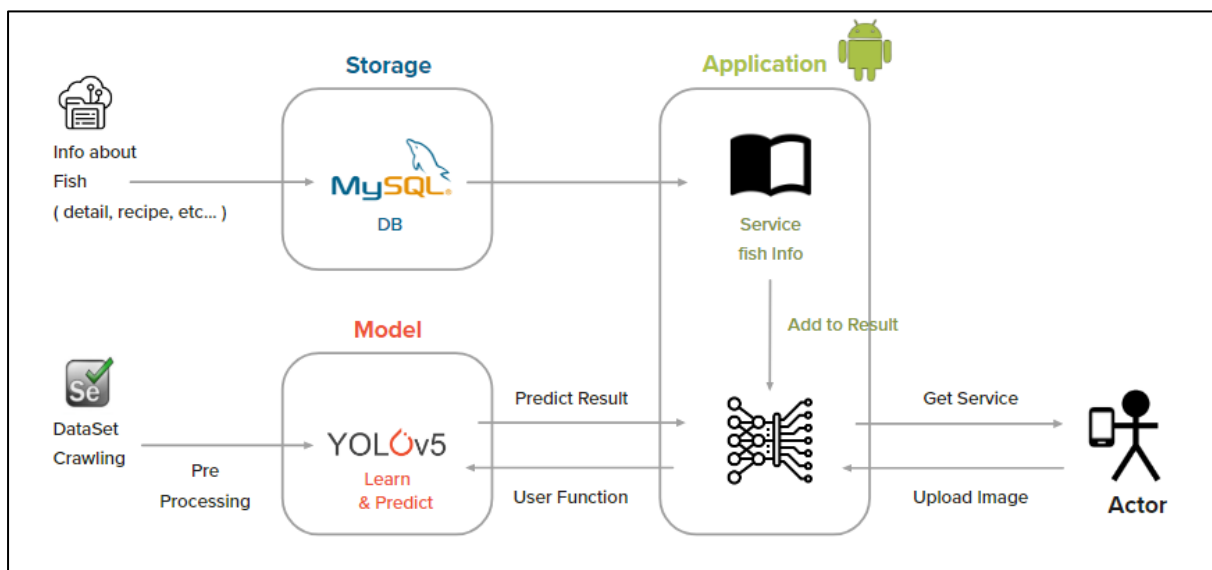 Storage
Application
Info about
Fish
( detail, recipe, etc... )
MySQL
DB
Service
fish Info
Add to Result
Model
Se
DataSet
Crawling
Pre
Processing
YOLOv5
Learn
& Predict
Predict Result
User Function
Get Service
Upload Image
Actor